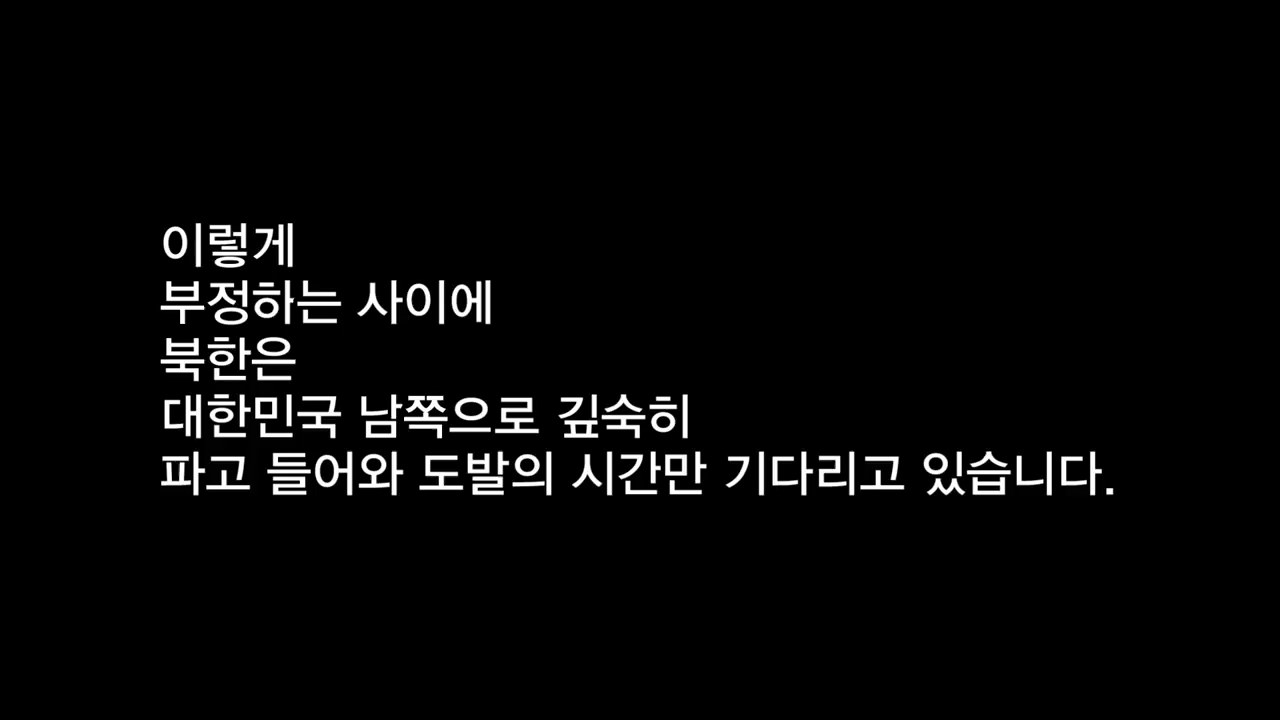 이렇게
부정하는 사이에
북한은
대한민국 남쪽으로 깊숙히
파고 들어와 도발의 시간만 기다리고 있습니다.